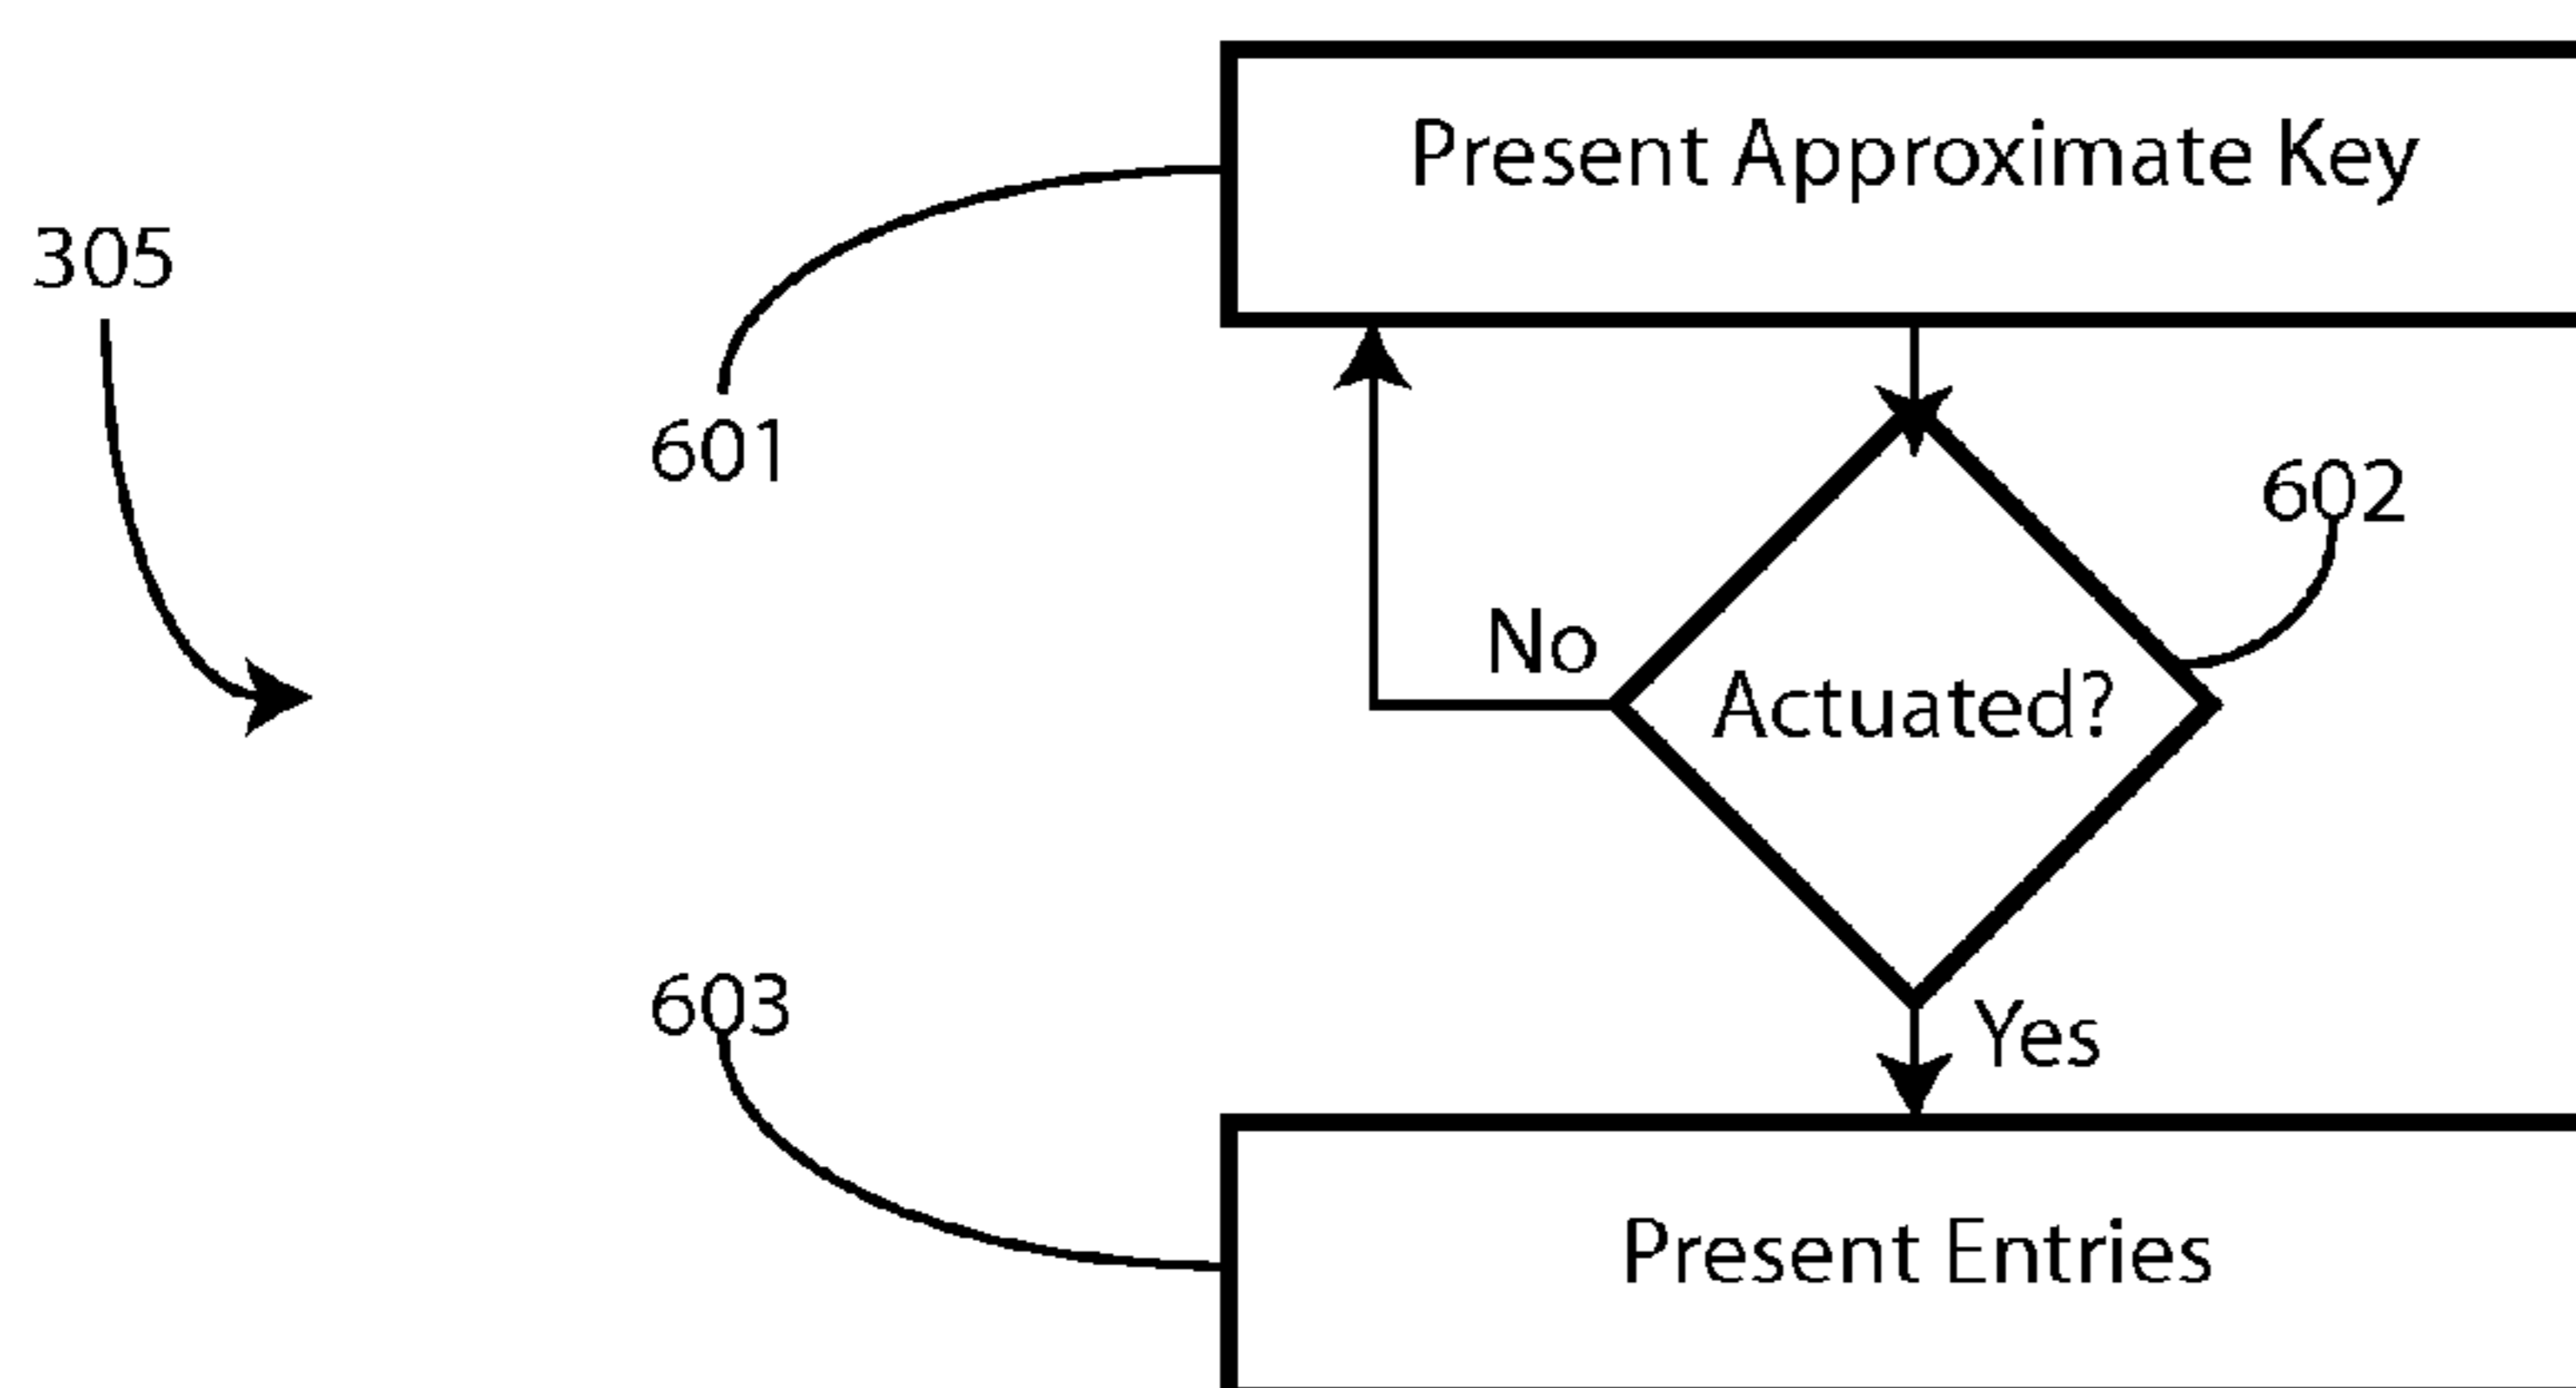 Present Approximate Key
305
601
602
No
Actuated?
603
Yes
Present Entries